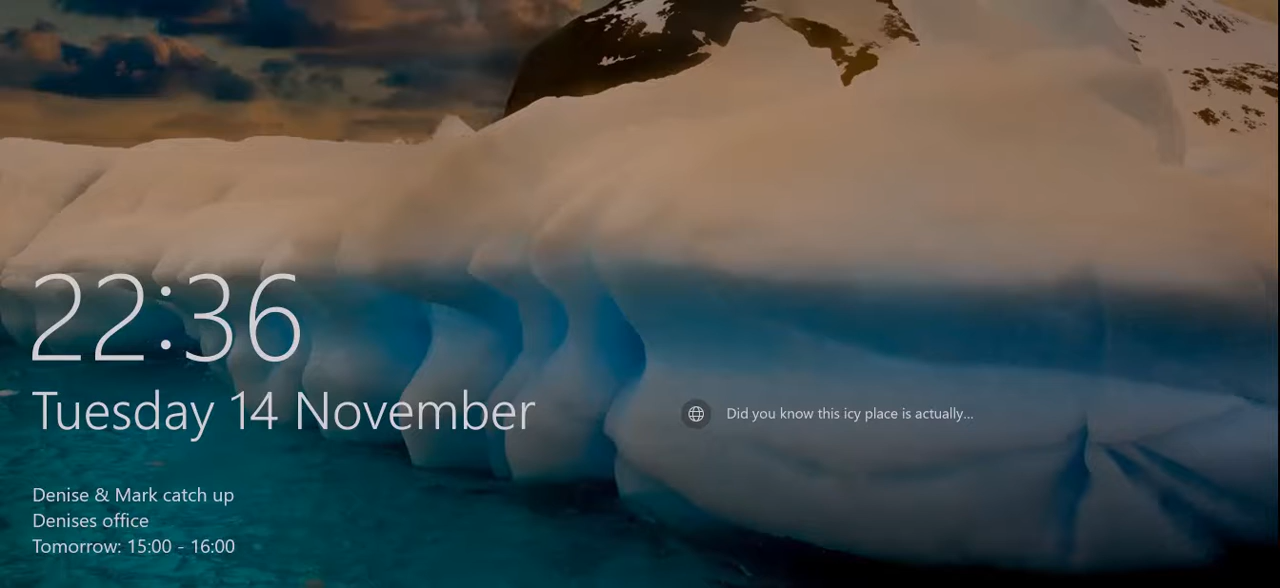 22:36
Tuesday 14 November
Did you know this icy place is actually...
Denise & Mark catch up
Denises office
Tomorrow: 15:00 - 16:00